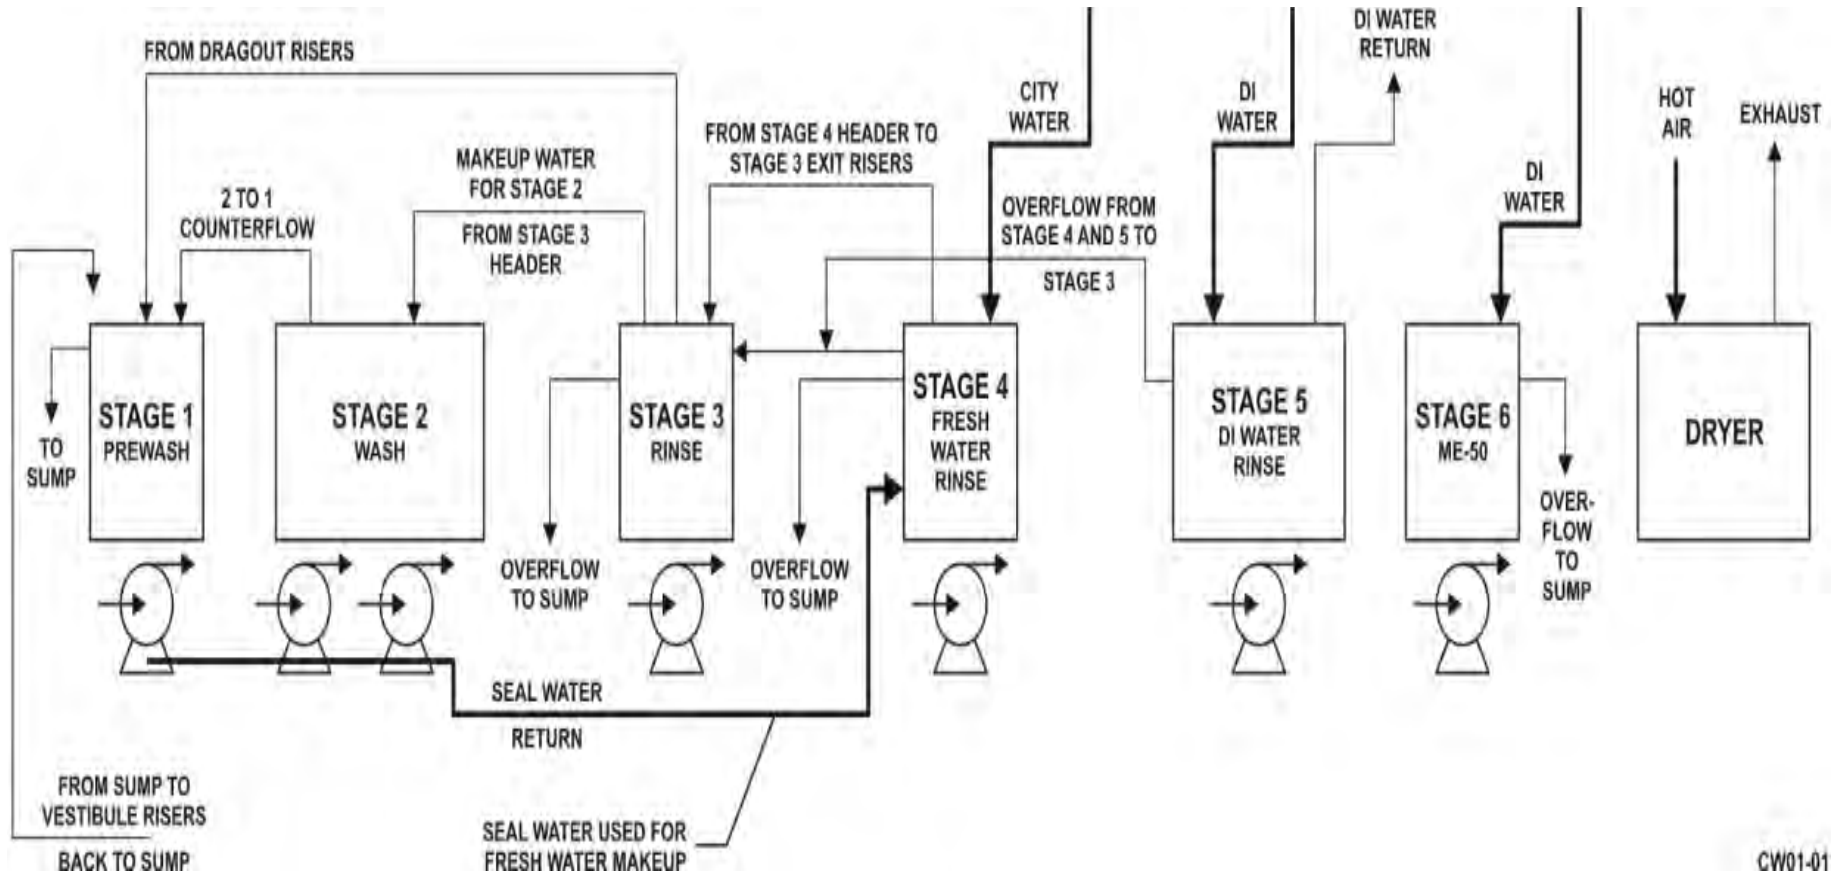 FROM DRAGOUT RISERS
2 TO 1
COUNTERFLOW
MAKEUP WATER
FOR STAGE 2
FROM STAGE 3
HEADER
FROM STAGE 4 HEADER TO
STAGE 3 EXIT RISERS
CITY
WATER
OVERFLOW FROM
STAGE 4 AND 5 TO
STAGE 3
DI
WATER
DI WATER
RETURN
DI
WATER
HOT
AIR
EXHAUST
TO
SUMP
STAGE 1
PREWASH
STAGE 2
WASH
STAGE 3
RINSE
STAGE 4
FRESH
WATER
RINSE
STAGE 5
DI WATER
RINSE
STAGE 6
ME-50
DRYER
OVERFLOW
TO SUMP
OVERFLOW
TO SUMP
OVER-
FLOW
TO
SUMP
SEAL WATER
RETURN
FROM SUMP TO
VESTIBULE RISERS
BACK TO SUMP
SEAL WATER USED FOR
FRESH WATER MAKEUP
CW01-01